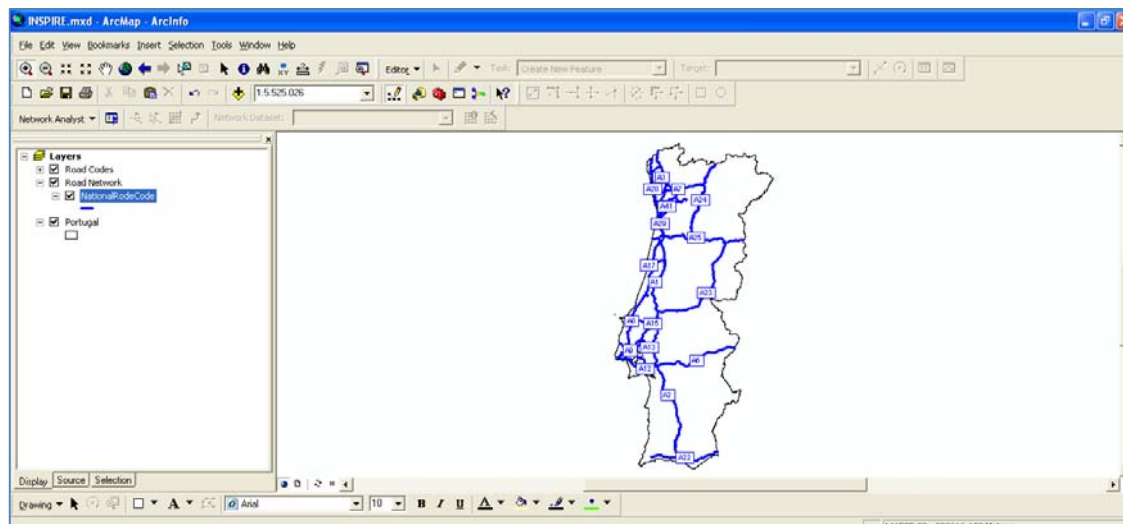 INSPIRE.mxd - ArcMap - ArcInfo
File Edit View Bookmarks Insert Selection Tools Window Help
Editor Task: Create New Feature Target:
1:5.525.026
Network Analyst Network Dataset:
Layers
Road Codes
Road Network
NationalRodeCode
Portugal
A3
A28 A7
A41 A24
A29
A25
A17
A1
A23
A8 A15
A9 A13
A6
A12
A2
A22
Display Source Selection
Drawing A Arial 10 B I U A